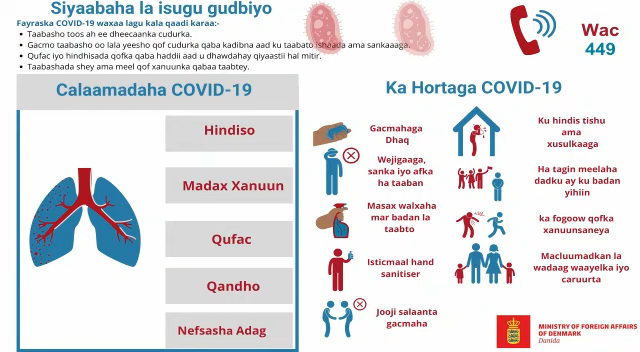 Siyaabaha la isugu gudbiyo
Fayraska COVID-19 waxaa lagu kala qaadi karaa:-
Taabasho toos ah ee dheecaanka cudurka.
Gacmo taabasho oo lala yeesho qof cudurka qaba kadibna aad ku taabato ishaada ama sankaaaga.
Qufac iyo hindhisada qofka qaba haddii aad u dhawdahay qiyaastii hal mitir.
Taabashada shey ama meel qof xanuunka qabaa taabtey.
Wac
449
Calaamadaha COVID-19
Hindiso
Madax Xanuun
Qufac
Qandho
Nefsasha Adag
Ka Hortaga COVID-19
Gacmahaga
Dhaq
Wejigaaga,
sanka iyo afka
ha taaban
Masax walxaha
mar badan la
taabto
Isticmaal hand
sanitiser
Jooji salaanta
gacmaha
Ku hindis tishu
ama
xusulkaaga
Ha tagin meelaha
dadku ay ku badan
yihiin
ka fogoow qofka
xanuunsaneya
Macluumadkan la
wadaag waayelka iyo
caruurta
MINISTRY OF FOREIGN AFFAIRS
OF DENMARK
Danida